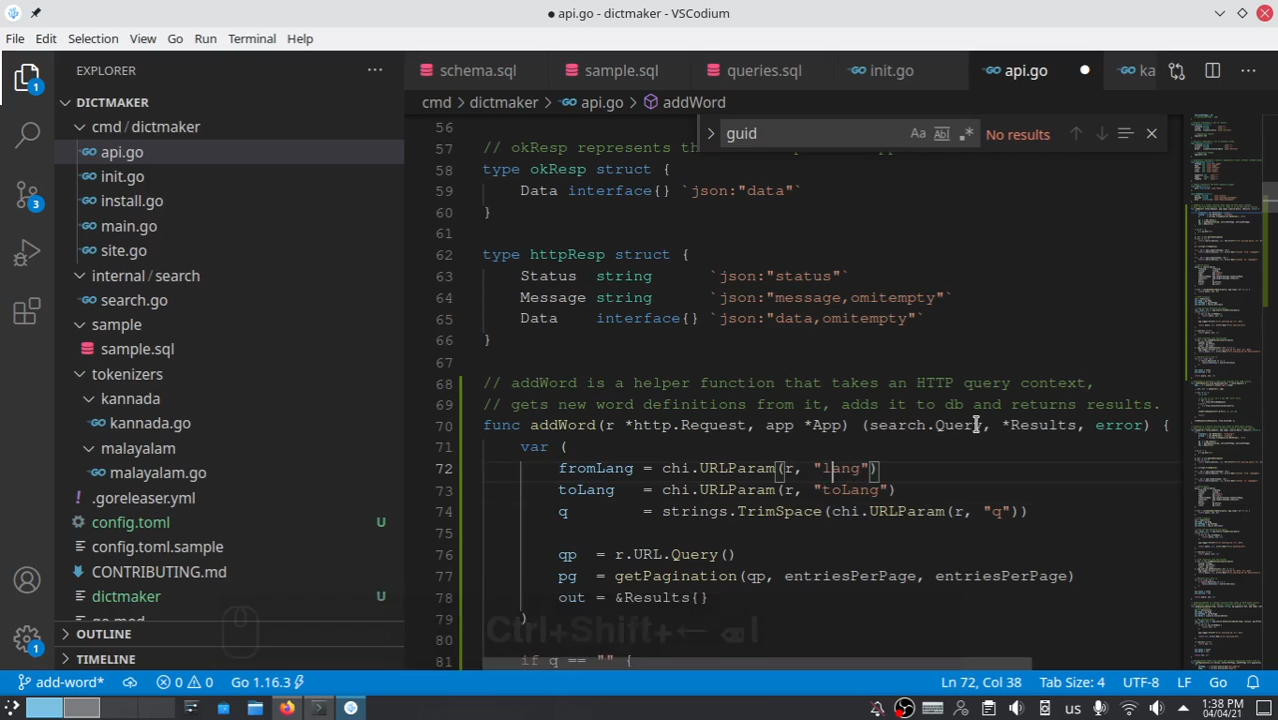 ● api.go - dictmaker - VSCodium
File Edit Selection View Go Run Terminal Help
EXPLORER
DICTMAKER
cmd / dictmaker
api.go
init.go
install.go
main.go
site.go
internal / search
search.go
sample
sample.sql
tokenizers
kannada
kannada.go
malayalam
malayalam.go
.goreleaser.yml
config.toml U
config.toml.sample
CONTRIBUTING.md
dictmaker U
OUTLINE
TIMELINE
schema.sql sample.sql queries.sql init.go api.go ● ka
cmd > dictmaker > api.go > addWord
guid No results
56
57 // okResp represents
58 type okResp struct {
59 Data interface{} `json:"data"`
60 }
61
62 type httpResp struct {
63 Status string `json:"status"`
64 Message string `json:"message,omitempty"`
65 Data interface{} `json:"data,omitempty"`
66 }
67
68 // addWord is a helper function that takes an HTTP query context,
69 // gets new word definitions from it, adds it to db and returns results.
70 func addWord(r *http.Request, app *App) (search.Query, *Results, error) {
71 var (
72 fromLang = chi.URLParam(r, "lang")
73 toLang = chi.URLParam(r, "toLang")
74 q = strings.TrimSpace(chi.URLParam(r, "q"))
75
76 qp = r.URL.Query()
77 pg = getPagination(qp, entriesPerPage, entriesPerPage)
78 out = &Results{}
79 )
80
81 if q == "" {
add-word* 0 0 Go 1.16.3 Ln 72, Col 38 Tab Size: 4 UTF-8 LF Go
us 1:38 PM
04/04/21